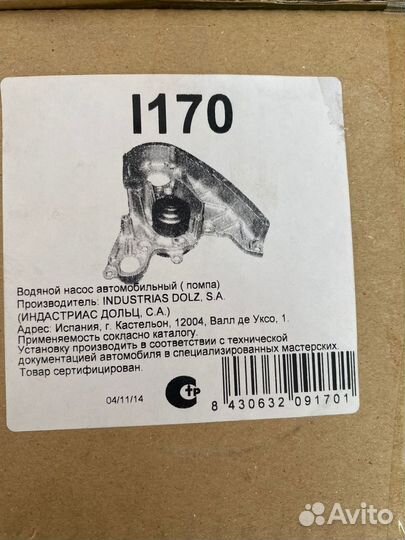 I170
Водяной насос автомобильный ( помпа)
Производитель: INDUSTRIAS DOLZ, S.A.
(ИНДАСТРИАС ДОЛЬЦ, С.А.)
Адрес: Испания, г. Кастельон, 12004, Валл де Уксо, 1.
Применяемость согласно каталогу.
Установку производить в соответствии с технической
документацией автомобиля в специализированных мастерских.
Товар сертифицирован.
04/11/14
8 430632 091701
Avito